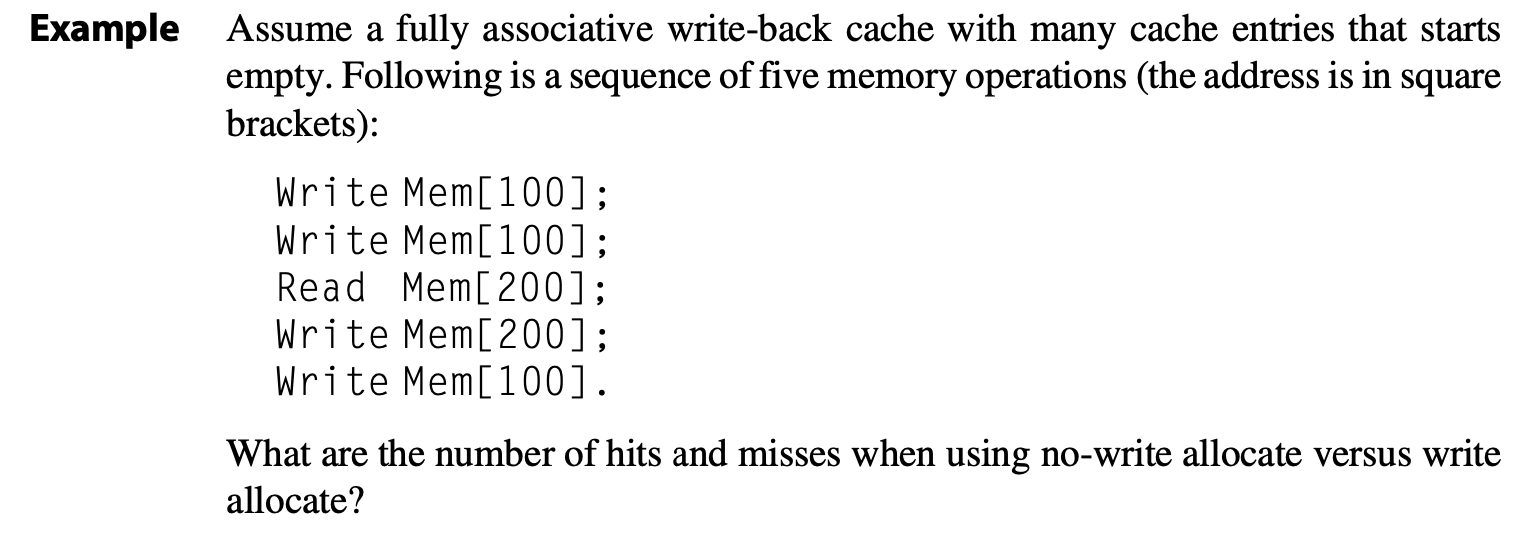 Example Assume a fully associative write-back cache with many cache entries that starts
empty. Following is a sequence of five memory operations (the address is in square
brackets):
Write Mem[100];
Write Mem[100];
Read Mem[200];
Write Mem[200];
Write Mem[100].
What are the number of hits and misses when using no-write allocate versus write
allocate?